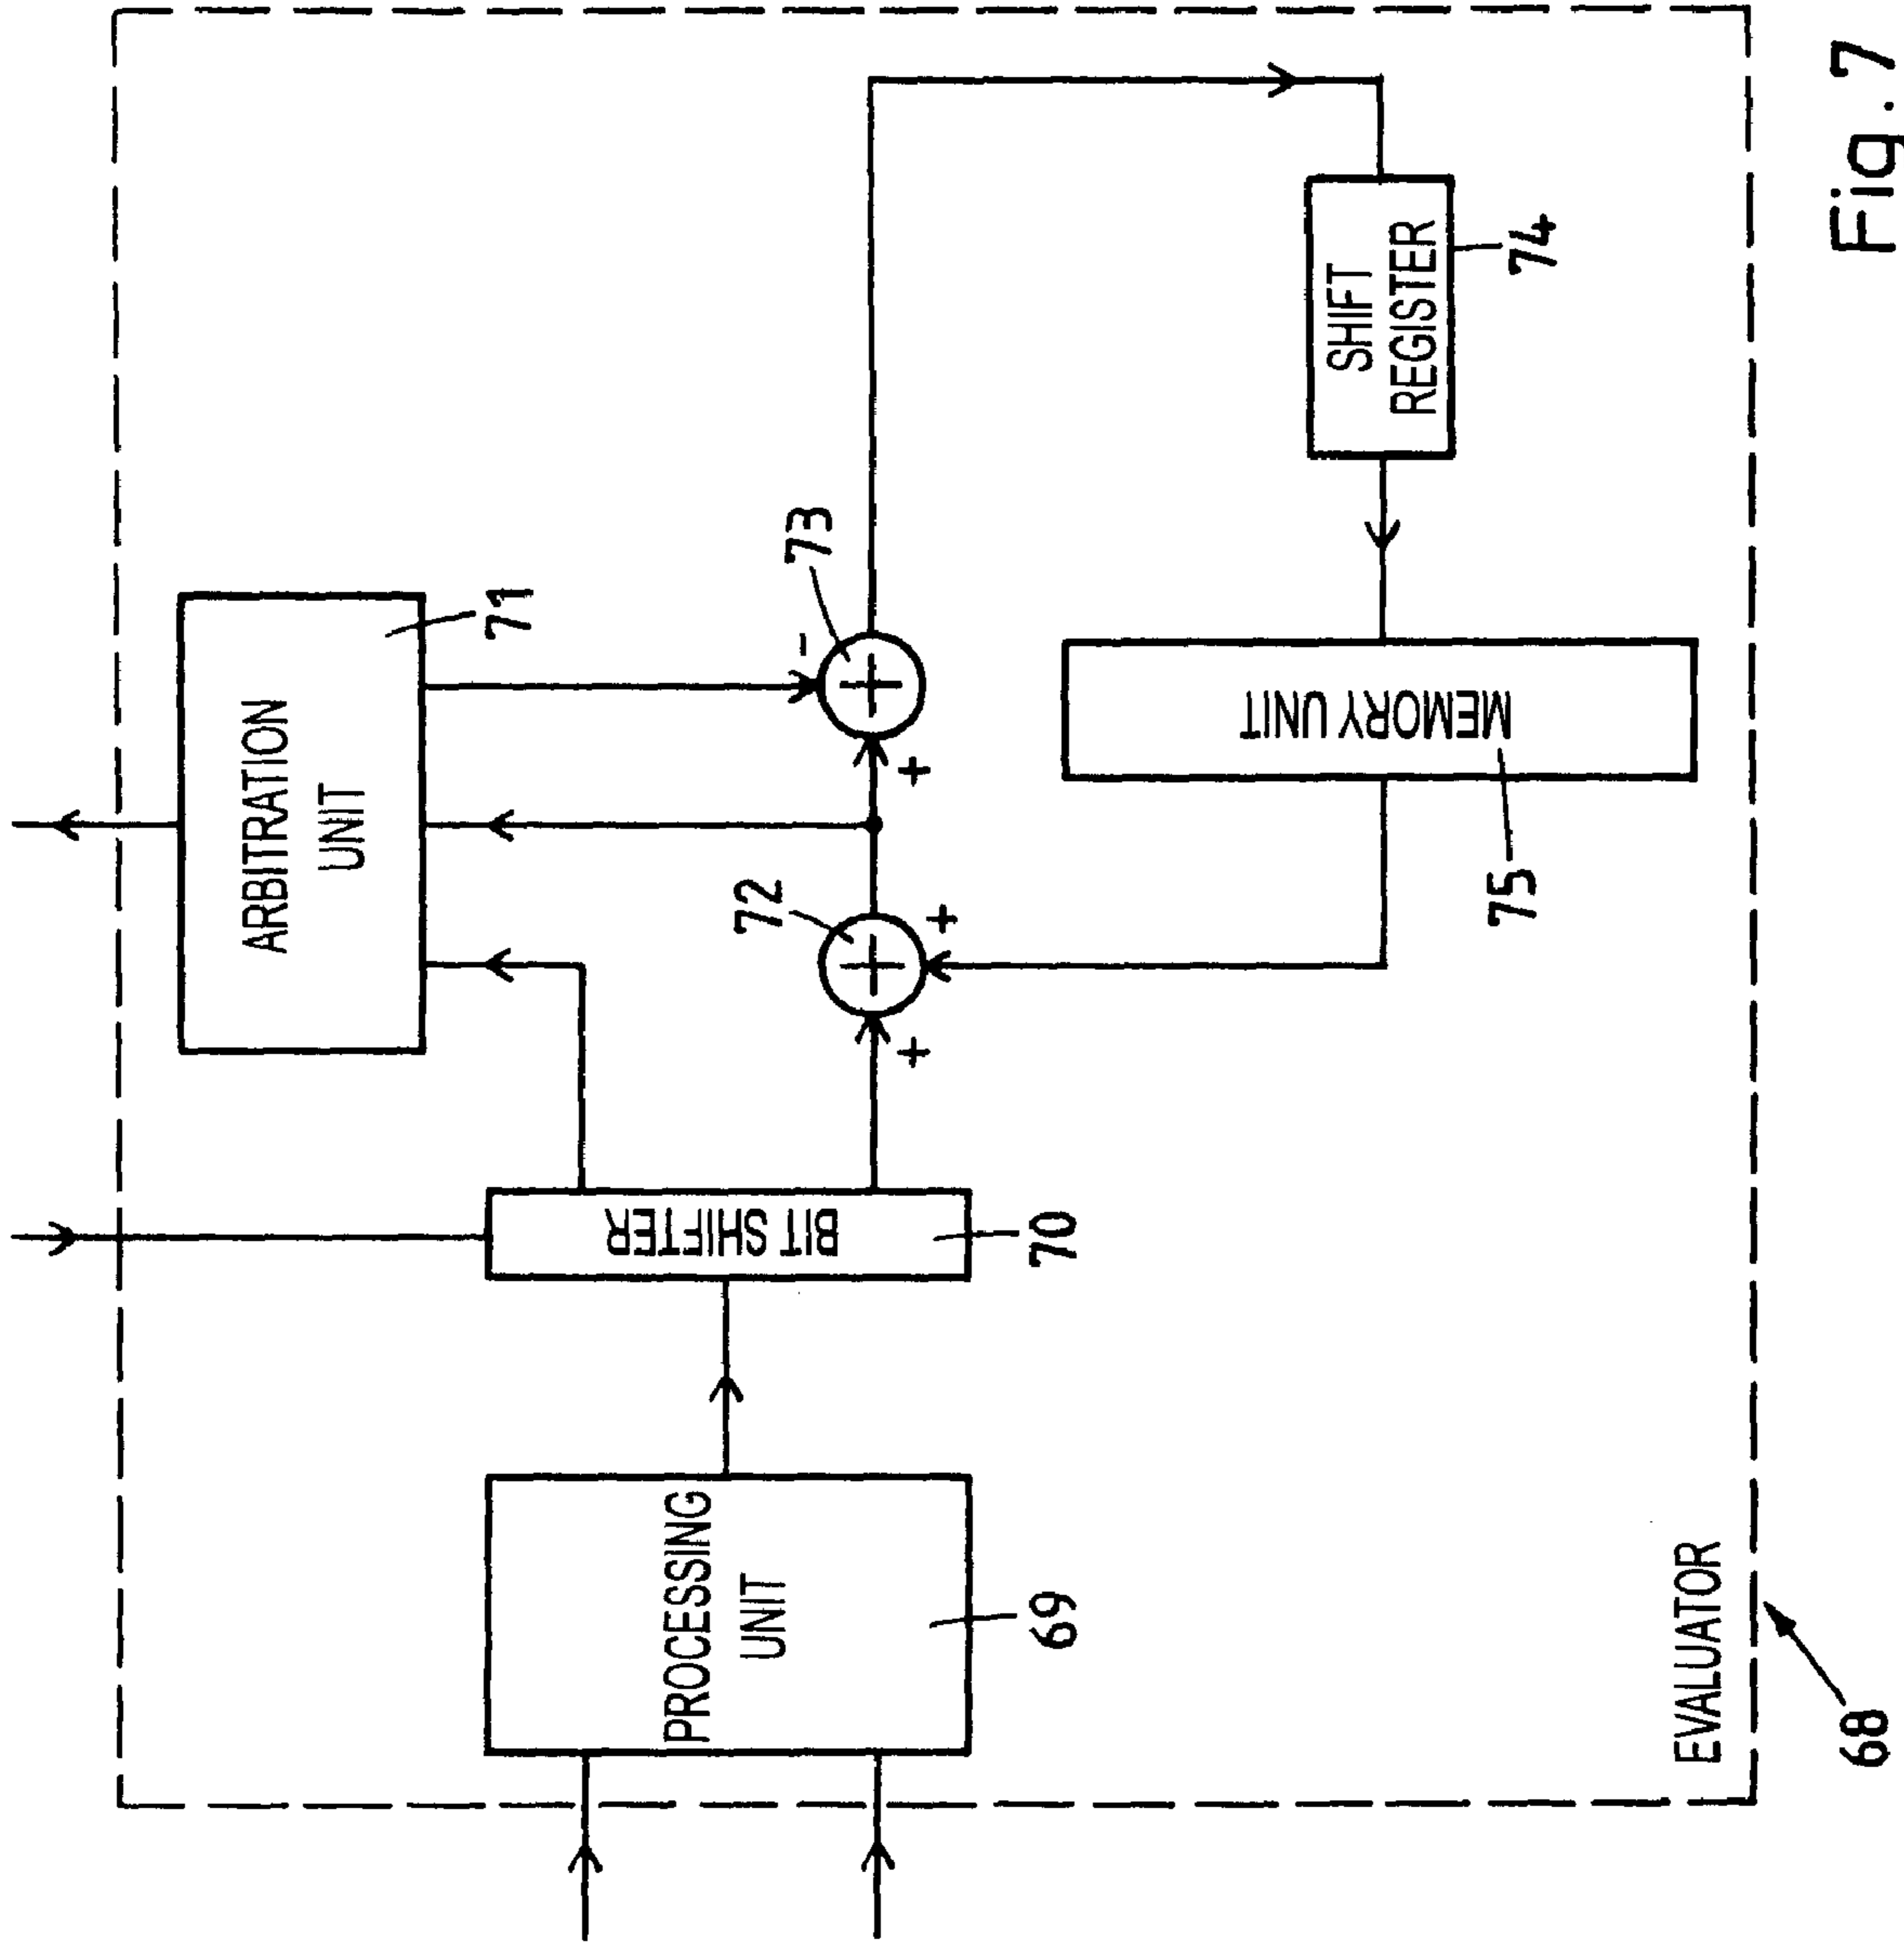 ARBITRATION
UNIT
71
73
-
+
72
+
+
BIT SHIFTER
70
PROCESSING
UNIT
69
SHIFT
REGISTER
74
MEMORY UNIT
75
EVALUATOR
68
Fig. 7